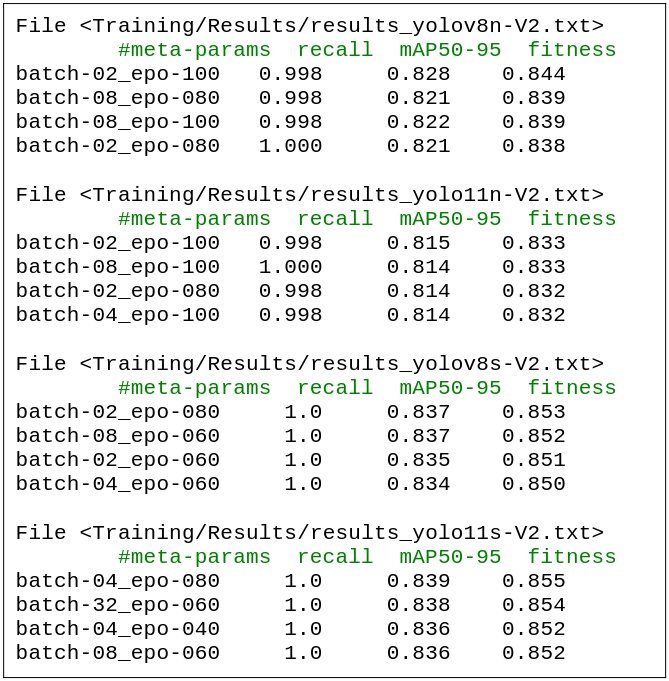 File <Training/Results/results_yolov8n-V2.txt>
#meta-params recall mAP50-95 fitness
batch-02_epo-100 0.998 0.828 0.844
batch-08_epo-080 0.998 0.821 0.839
batch-08_epo-100 0.998 0.822 0.839
batch-02_epo-080 1.000 0.821 0.838
File <Training/Results/results_yolo11n-V2.txt>
#meta-params recall mAP50-95 fitness
batch-02_epo-100 0.998 0.815 0.833
batch-08_epo-100 1.000 0.814 0.833
batch-02_epo-080 0.998 0.814 0.832
batch-04_epo-100 0.998 0.814 0.832
File <Training/Results/results_yolov8s-V2.txt>
#meta-params recall mAP50-95 fitness
batch-02_epo-080 1.0 0.837 0.853
batch-08_epo-060 1.0 0.837 0.852
batch-02_epo-060 1.0 0.835 0.851
batch-04_epo-060 1.0 0.834 0.850
File <Training/Results/results_yolo11s-V2.txt>
#meta-params recall mAP50-95 fitness
batch-04_epo-080 1.0 0.839 0.855
batch-32_epo-060 1.0 0.838 0.854
batch-04_epo-040 1.0 0.836 0.852
batch-08_epo-060 1.0 0.836 0.852